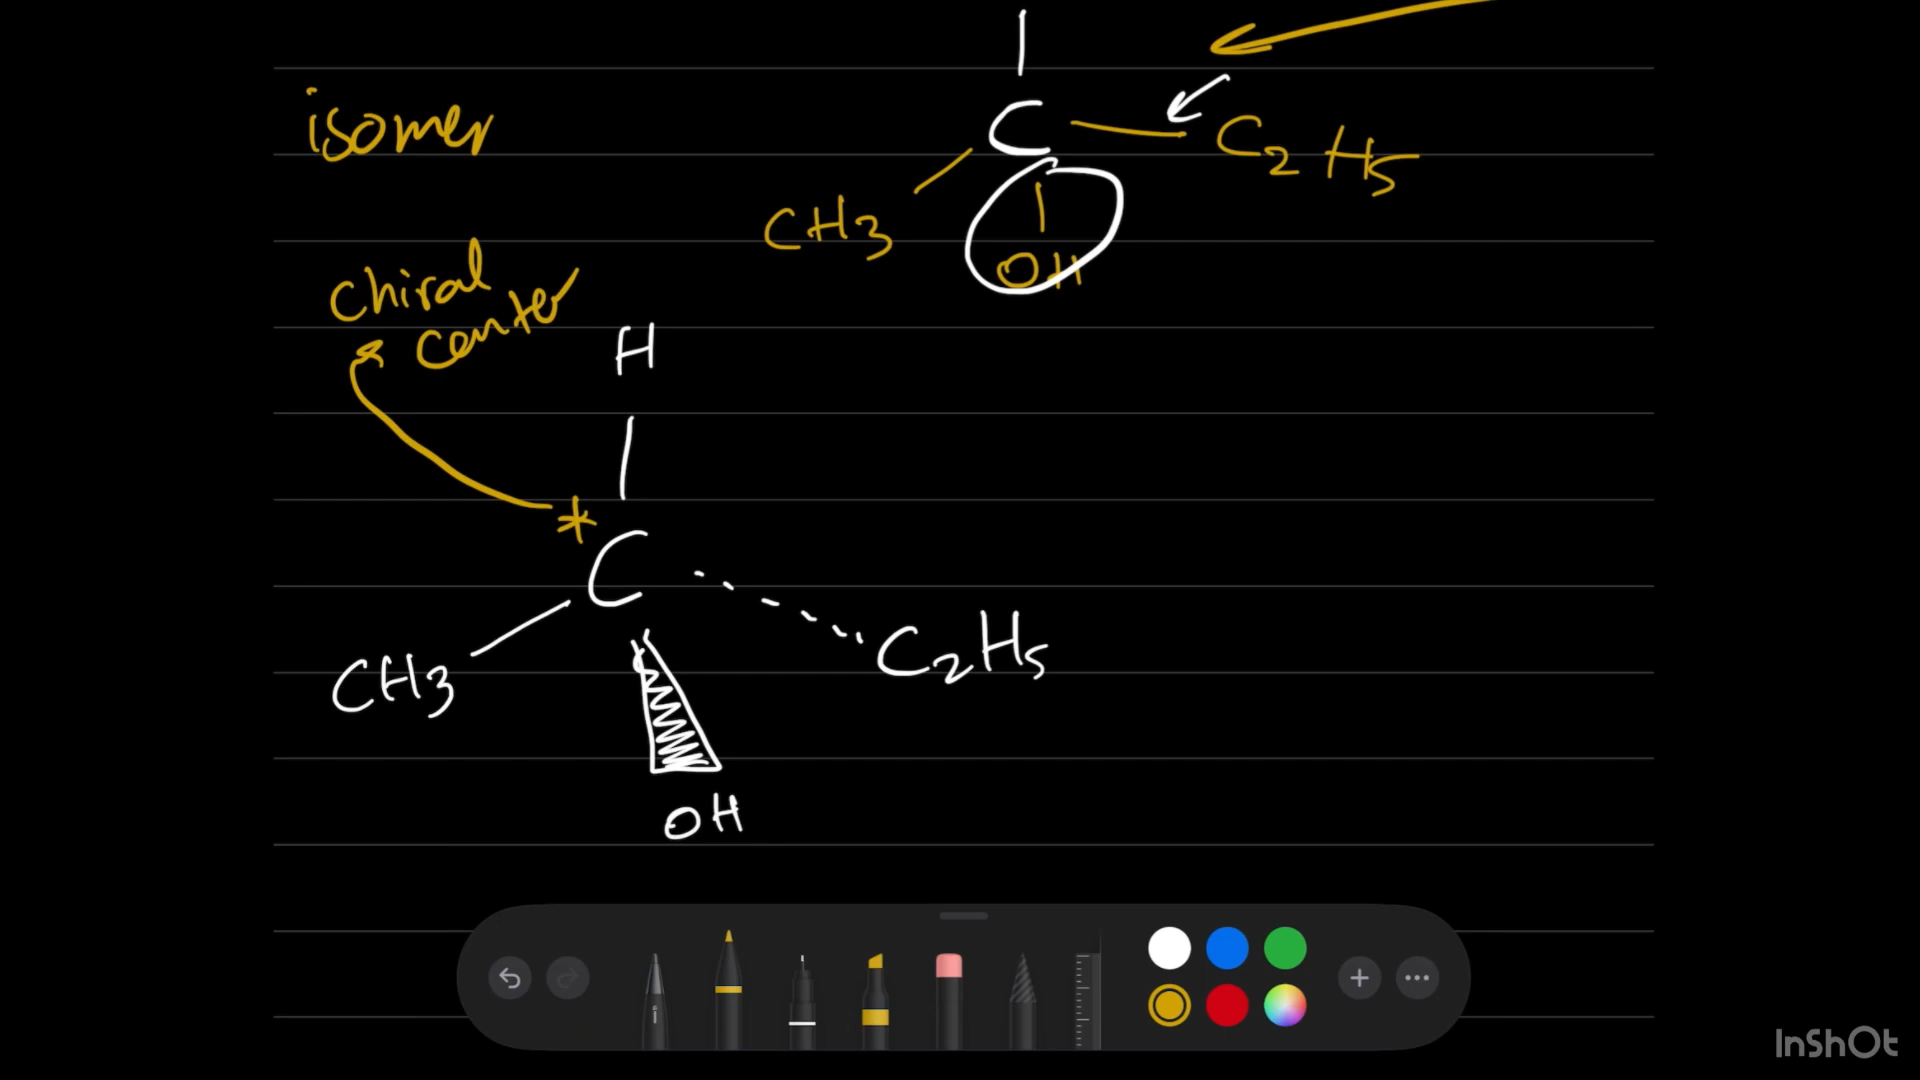 isomer
C
C2H5
CH3
OH
chiral
center
H
*
C
CH3
C2H5
OH
InShOt